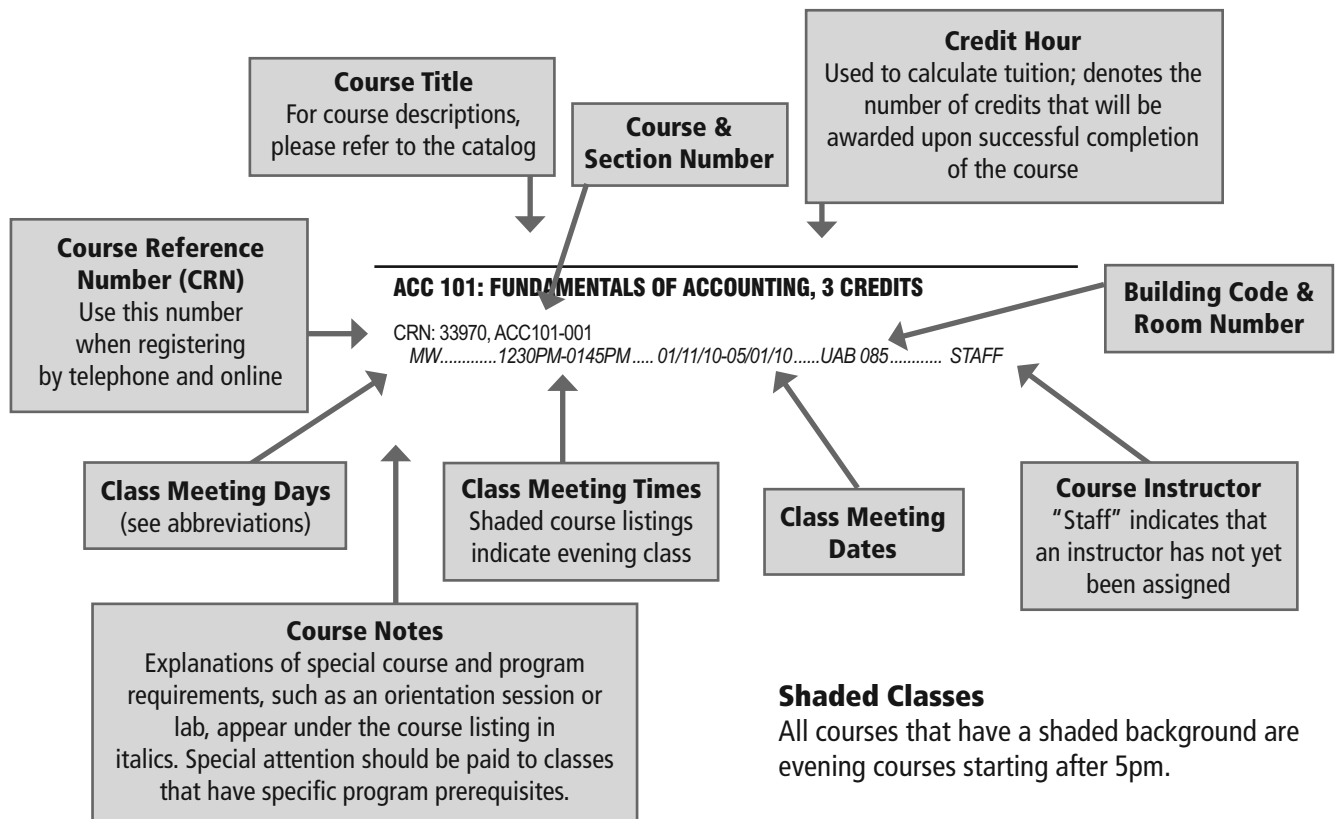 Course Title
For course descriptions,
please refer to the catalog
Course &
Section Number
Credit Hour
Used to calculate tuition; denotes the
number of credits that will be
awarded upon successful completion
of the course
Course Reference
Number (CRN)
Use this number
when registering
by telephone and online
ACC 101: FUNDAMENTALS OF ACCOUNTING, 3 CREDITS
CRN: 33970, ACC101-001
MW.............1230PM-0145PM..... 01/11/10-05/01/10......UAB 085............ STAFF
Building Code &
Room Number
Class Meeting Days
(see abbreviations)
Class Meeting Times
Shaded course listings
indicate evening class
Class Meeting
Dates
Course Instructor
"Staff" indicates that
an instructor has not yet
been assigned
Course Notes
Explanations of special course and program
requirements, such as an orientation session or
lab, appear under the course listing in
italics. Special attention should be paid to classes
that have specific program prerequisites.
Shaded Classes
All courses that have a shaded background are
evening courses starting after 5pm.